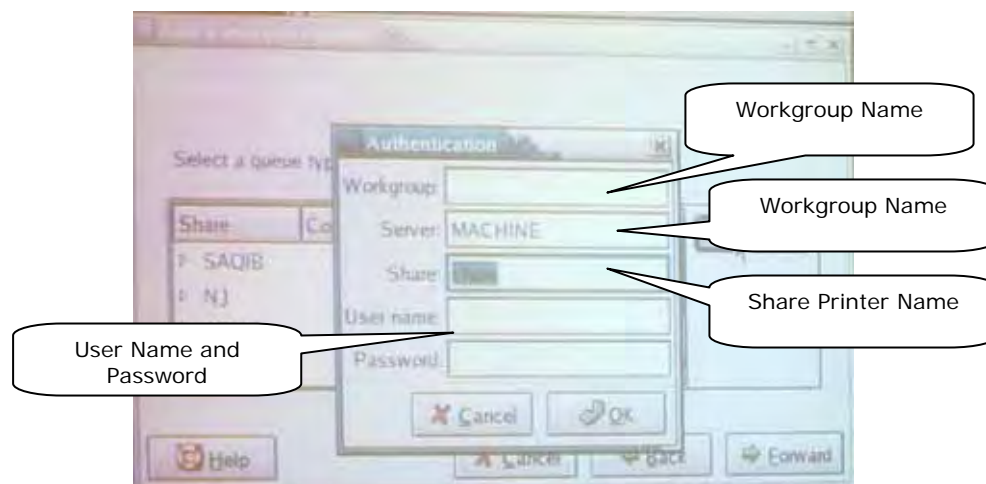 Workgroup Name
Authentication
Select a queue typ
Workgroup:
Share Co
Server: MACHINE
Workgroup Name
SAQIB
Share:
NJ
Share Printer Name
User name:
User Name and
Password
Password:
Cancel OK
Help Cancel Back Forward